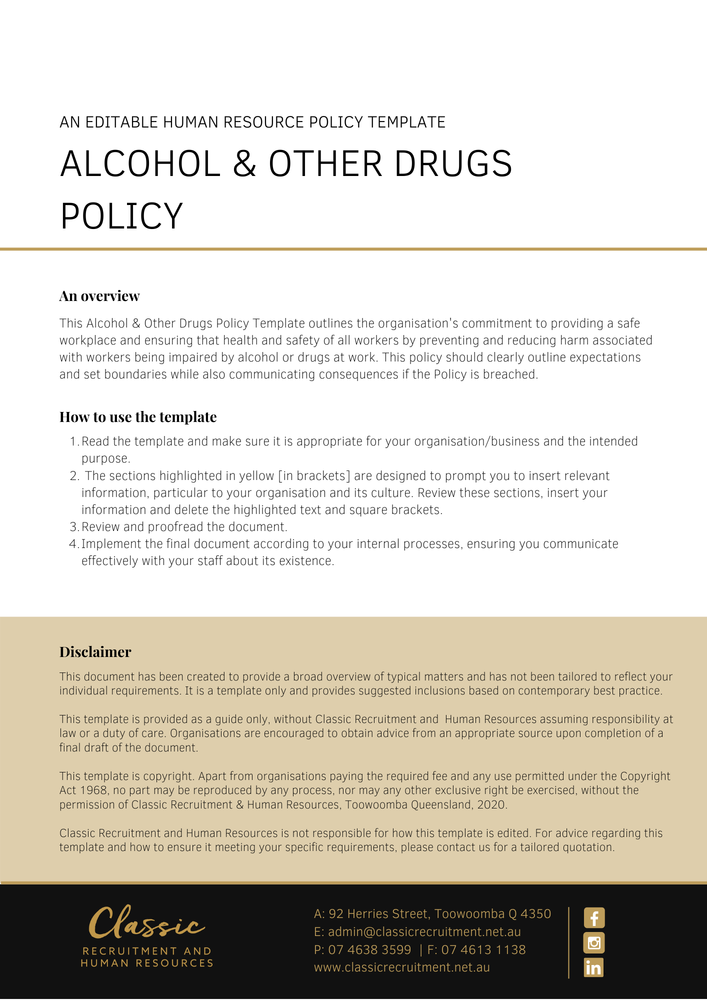 AN EDITABLE HUMAN RESOURCE POLICY TEMPLATE
ALCOHOL & OTHER DRUGS
POLICY
An overview
This Alcohol & Other Drugs Policy Template outlines the organisation's commitment to providing a safe
workplace and ensuring that health and safety of all workers by preventing and reducing harm associated
with workers being impaired by alcohol or drugs at work. This policy should clearly outline expectations
and set boundaries while also communicating consequences if the Policy is breached.
How to use the template
1. Read the template and make sure it is appropriate for your organisation/business and the intended
purpose.
2. The sections highlighted in yellow [in brackets] are designed to prompt you to insert relevant
information, particular to your organisation and its culture. Review these sections, insert your
information and delete the highlighted text and square brackets.
3. Review and proofread the document.
4. Implement the final document according to your internal processes, ensuring you communicate
effectively with your staff about its existence.
Disclaimer
This document has been created to provide a broad overview of typical matters and has not been tailored to reflect your
individual requirements. It is a template only and provides suggested inclusions based on contemporary best practice.
This template is provided as a guide only, without Classic Recruitment and Human Resources assuming responsibility at
law or a duty of care. Organisations are encouraged to obtain advice from an appropriate source upon completion of a
final draft of the document.
This template is copyright. Apart from organisations paying the required fee and any use permitted under the Copyright
Act 1968, no part may be reproduced by any process, nor may any other exclusive right be exercised, without the
permission of Classic Recruitment & Human Resources, Toowoomba Queensland, 2020.
Classic Recruitment and Human Resources is not responsible for how this template is edited. For advice regarding this
template and how to ensure it meeting your specific requirements, please contact us for a tailored quotation.
Classic
RECRUITMENT AND
HUMAN RESOURCES
A: 92 Herries Street, Toowoomba Q 4350
E: admin@classicrecruitment.net.au
P: 07 4638 3599 | F: 07 4613 1138
www.classicrecruitment.net.au